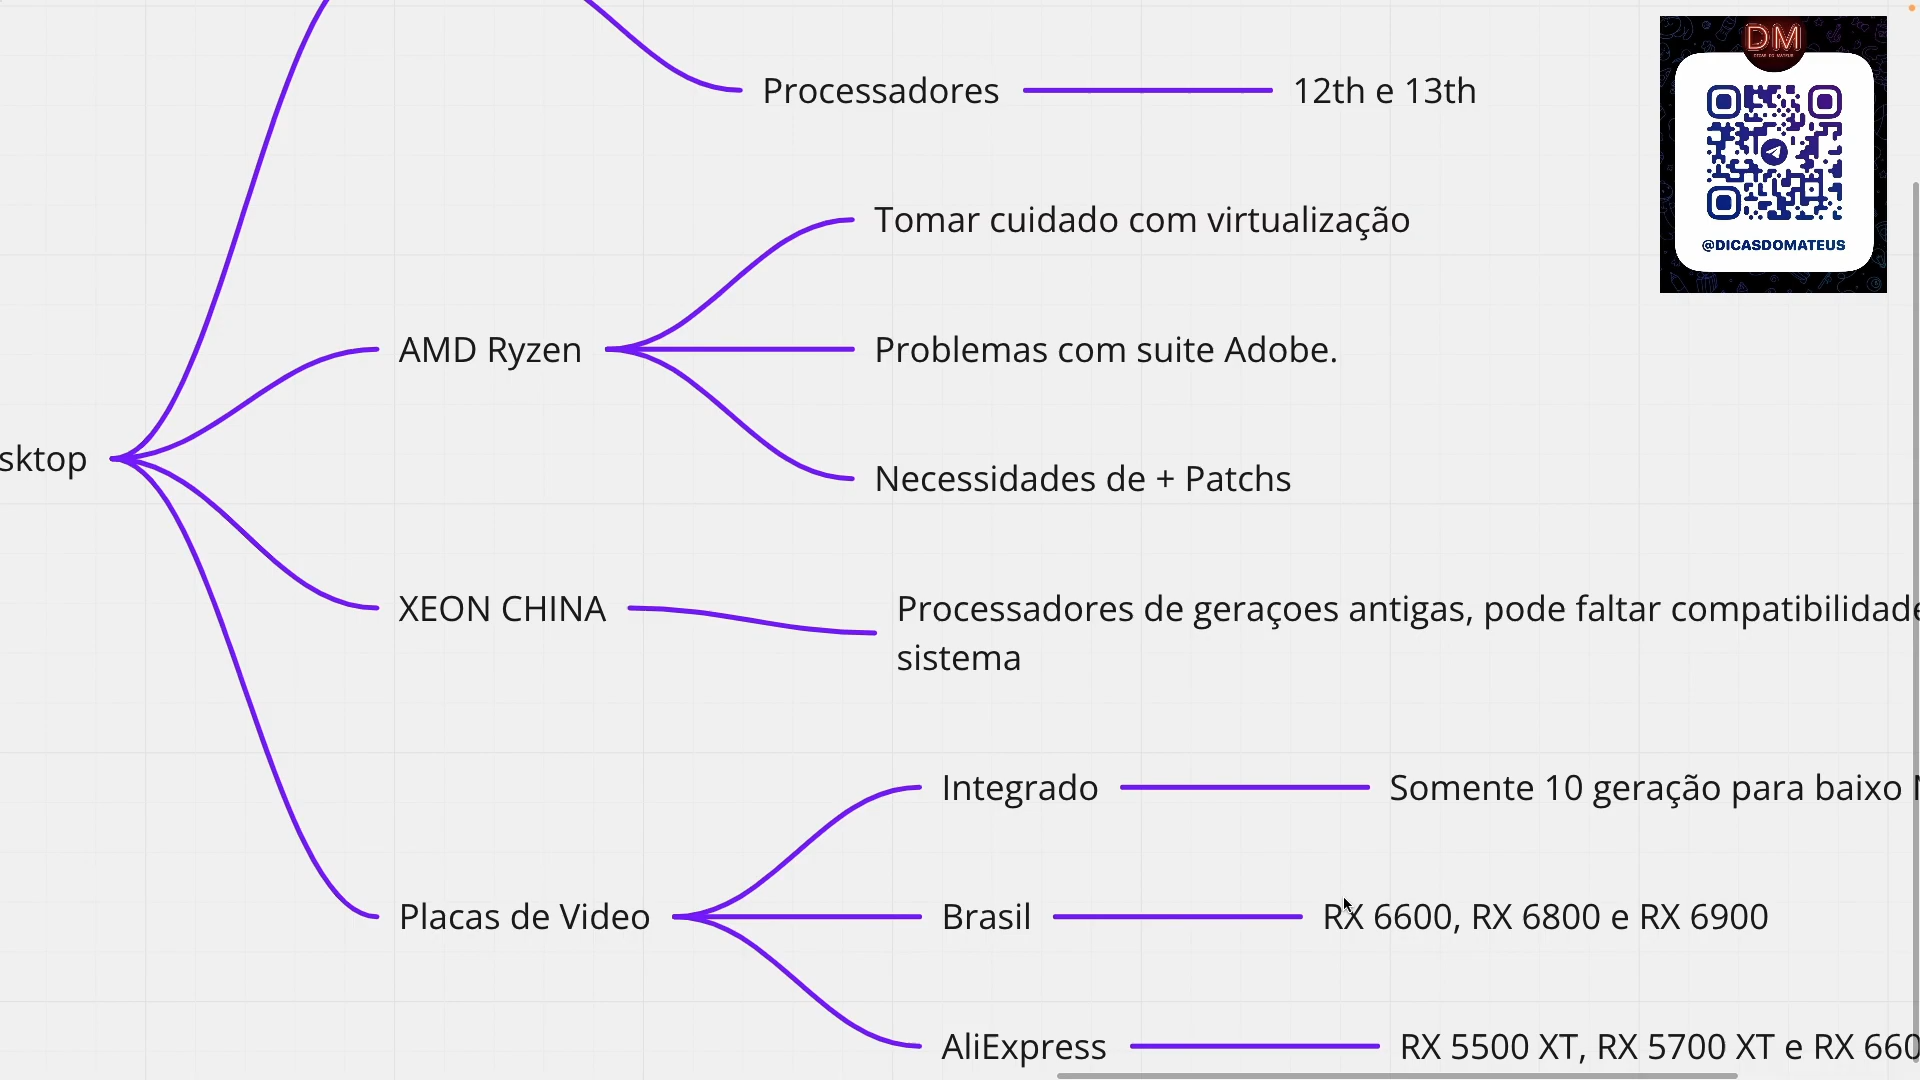 DM
Processadores
12th e 13th
Tomar cuidado com virtualização
@DICASDOMATEUS
AMD Ryzen
Problemas com suite Adobe.
sktop
Necessidades de + Patchs
XEON CHINA
Processadores de geraçoes antigas, pode faltar compatibilidade
sistema
Integrado
Somente 10 geração para baixo
Placas de Video
Brasil
RX 6600, RX 6800 e RX 6900
AliExpress
RX 5500 XT, RX 5700 XT e RX 660